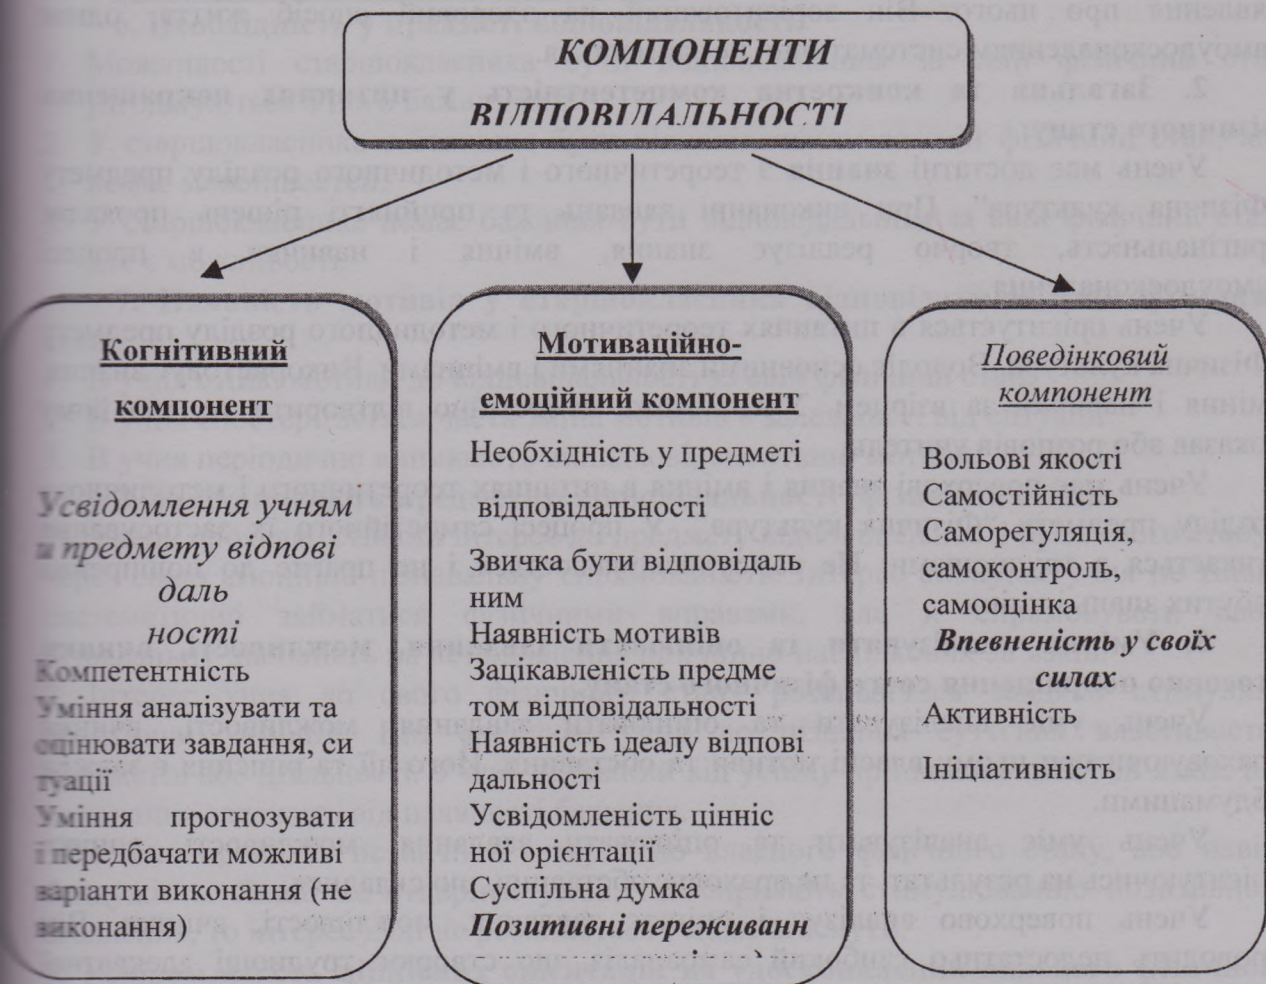 КОМПОНЕНТИ
ВІДПОВІДАЛЬНОСТІ
Когнітивний
компонент
Усвідомлення учням
и предмету відпові
даль
ності
Компетентність
Уміння аналізувати та
оцінювати завдання, си
туації
Уміння прогнозувати
і передбачати можливі
варіанти виконання (не
виконання)
Мотиваційно-
емоційний компонент
Необхідність у предметі
відповідальності
Звичка бути відповідаль
ним
Наявність мотивів
Зацікавленість предме
том відповідальності
Наявність ідеалу відпові
дальності
Усвідомленість цінніс
ної орієнтації
Суспільна думка
Позитивні переживанн
Поведінковий
компонент
Вольові якості
Самостійність
Саморегуляція,
самоконтроль,
самооцінка
Впевненість у своїх
силах
Активність
Ініціативність